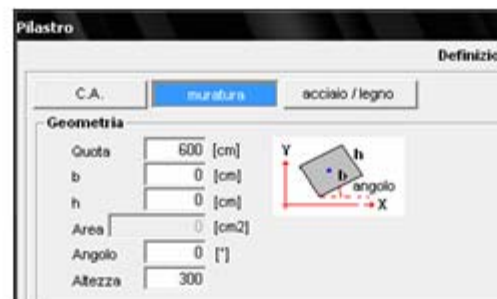 Pilastro
Definizio
C.A. muratura acciaio / legno
Geometria
Quota 600 [cm]
b 0 [cm]
h 0 [cm]
Area 0 [cm2]
Angolo 0 [°]
Altezza 300
Y h
b
angolo
X